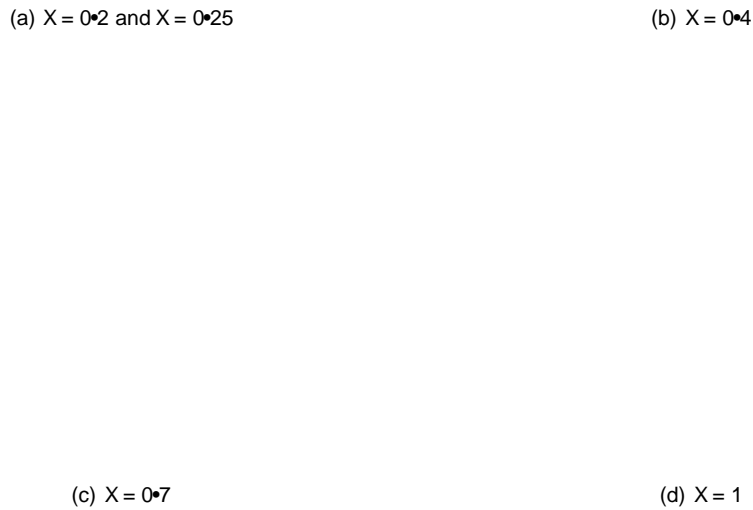 (a) X = 0•2 and X = 0•25
(b) X = 0•4
(c) X = 0•7
(d) X = 1